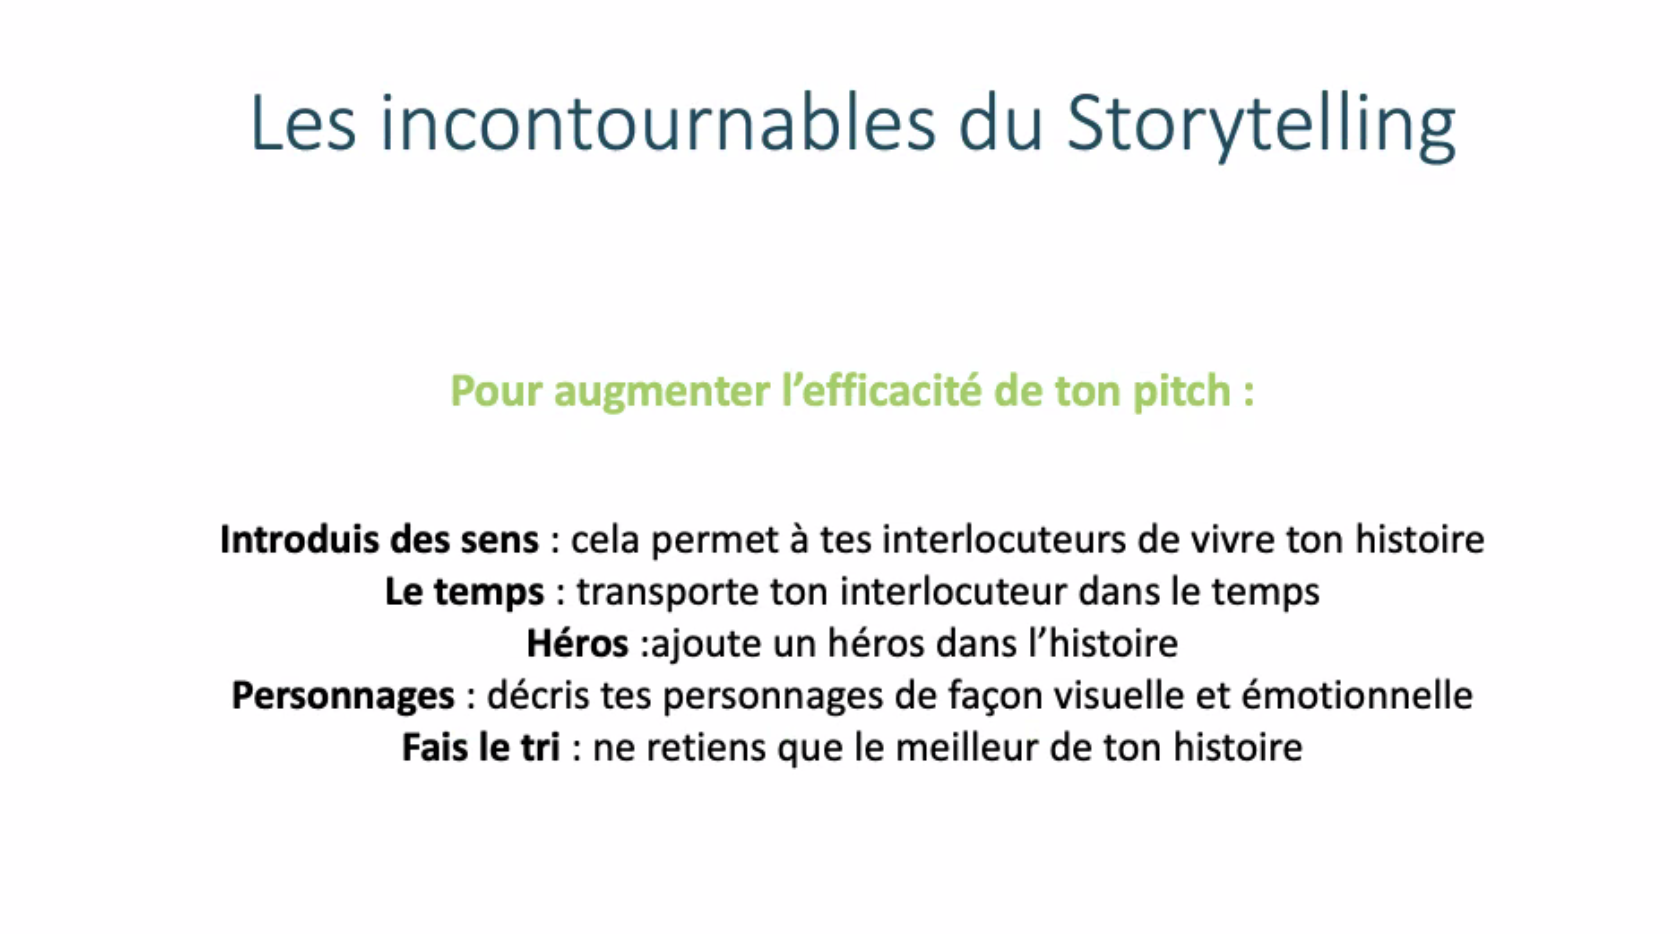 Les incontournables du Storytelling
Pour augmenter l’efficacité de ton pitch :
Introduis des sens : cela permet à tes interlocuteurs de vivre ton histoire
Le temps : transporte ton interlocuteur dans le temps
Héros :ajoute un héros dans l’histoire
Personnages : décris tes personnages de façon visuelle et émotionnelle
Fais le tri : ne retiens que le meilleur de ton histoire